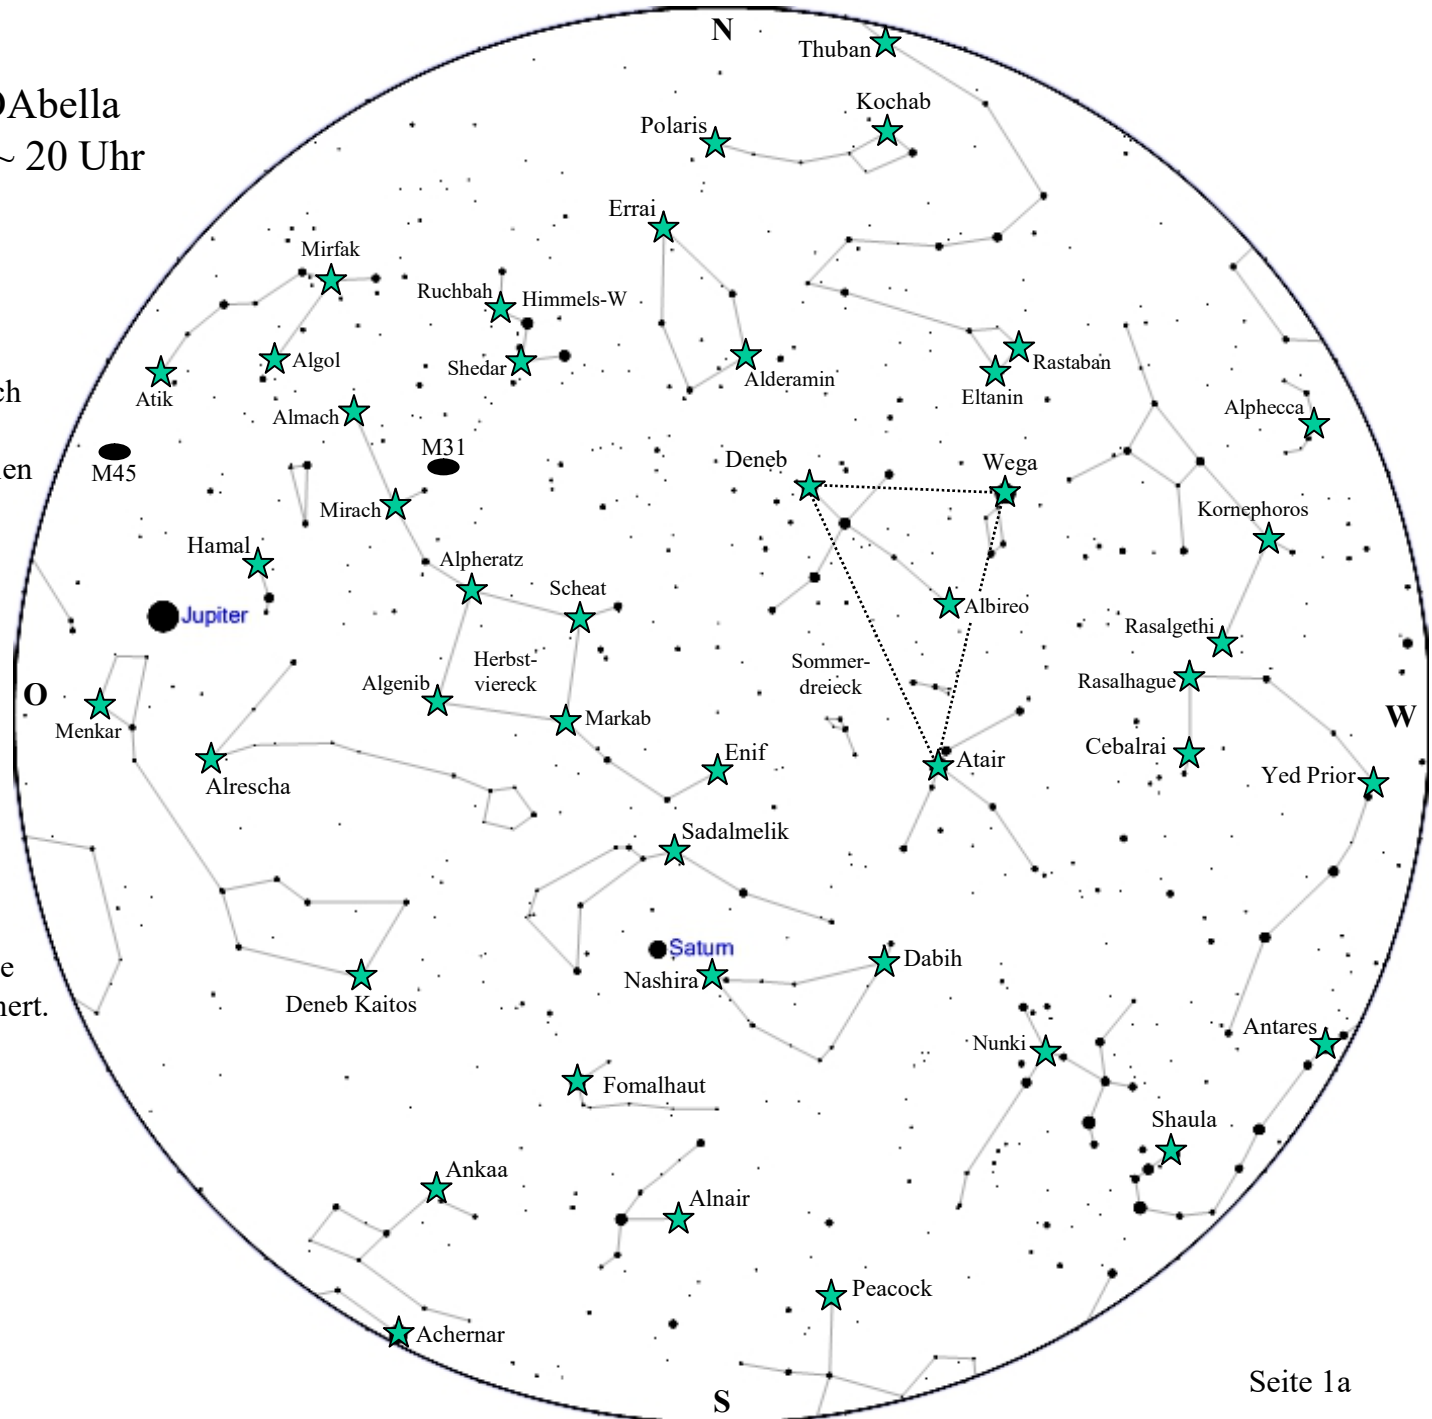 N
Thuban
Abella
~ 20 Uhr
Kochab
Polaris
Errai
Mirfak
Ruchbah
Himmels-W
Algol
Shedar
Rastaban
Alderamin
Atik
Eltanin
ch
Almach
Alphecca
M31
M45
en
Deneb
Wega
Mirach
Kornephoros
Hamal
Alpheratz
Scheat
Albireo
Jupiter
Rasalgethi
Herbst-
viereck
Sommer-
dreieck
Algenib
Rasalhague
O
Markab
W
Menkar
Cebalrai
Enif
Atair
Yed Prior
Alrescha
Sadalmelik
Saturn
Dabih
e
Nashira
Deneb Kaitos
nert.
Antares
Nunki
Fomalhaut
Shaula
Ankaa
Alnair
Peacock
Achernar
Seite 1a
S